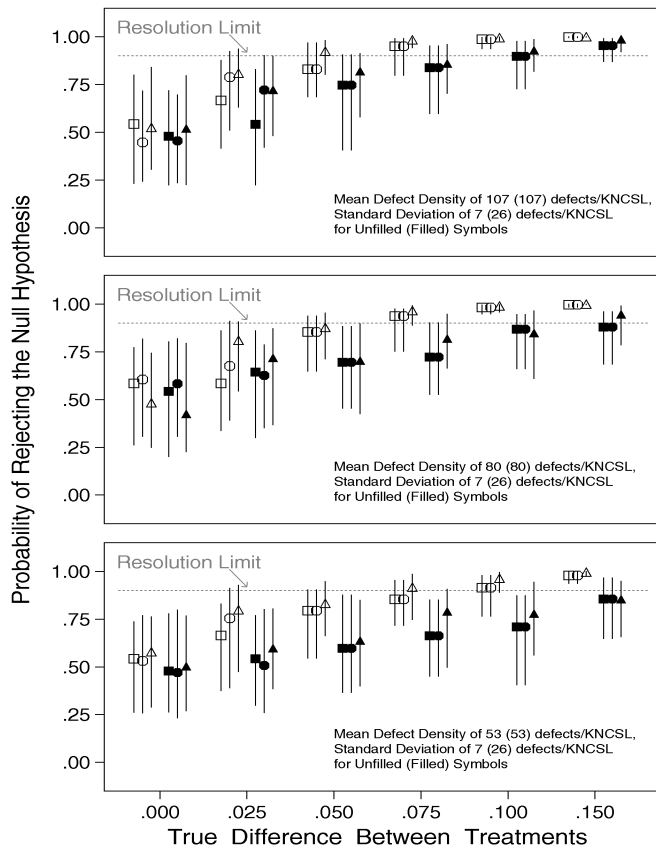 Probability of Rejecting the Null Hypothesis
1.00
0.75
.50
.25
.00
Resolution Limit
Mean Defect Density of 107 (107) defects/KNCSL,
Standard Deviation of 7 (26) defects/KNCSL
for Unfilled (Filled) Symbols
1.00
0.75
.50
.25
.00
Resolution Limit
Mean Defect Density of 80 (80) defects/KNCSL,
Standard Deviation of 7 (26) defects/KNCSL
for Unfilled (Filled) Symbols
1.00
0.75
.50
.25
.00
Resolution Limit
Mean Defect Density of 53 (53) defects/KNCSL,
Standard Deviation of 7 (26) defects/KNCSL
for Unfilled (Filled) Symbols
.000 .025 .050 .075 .100 .150
True Difference Between Treatments